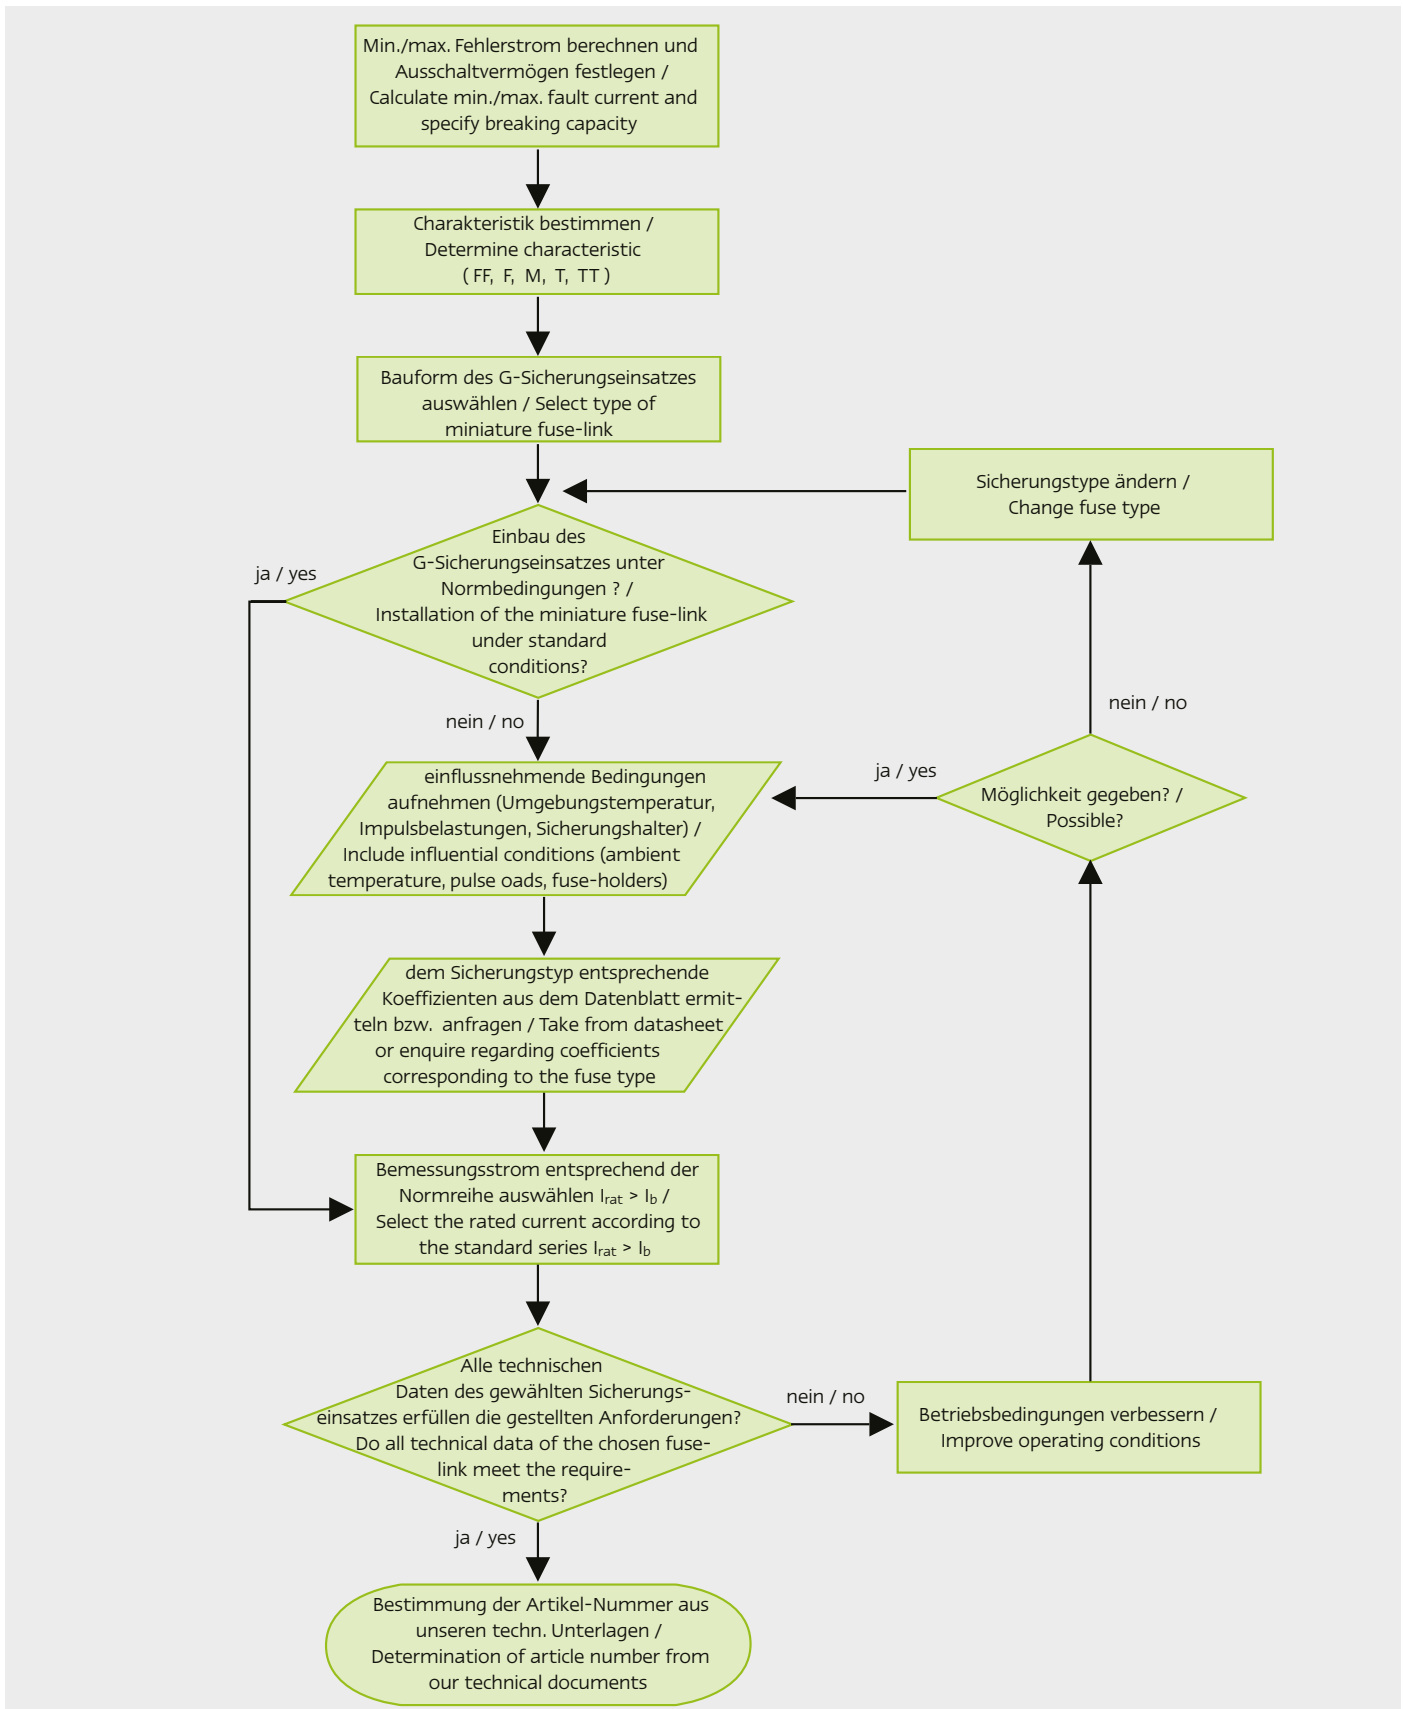 Min./max. Fehlerstrom berechnen und
Ausschaltvermögen festlegen /
Calculate min./max. fault current and
specify breaking capacity
Charakteristik bestimmen /
Determine characteristic
( FF, F, M, T, TT )
Bauform des G-Sicherungseinsatzes
auswählen / Select type of
miniature fuse-link
Sicherungstype ändern /
Change fuse type
Einbau des
G-Sicherungseinsatzes unter
Normbedingungen ? /
Installation of the miniature fuse-link
under standard
conditions?
ja / yes
nein / no
nein / no
ja / yes
Möglichkeit gegeben? /
Possible?
einflussnehmende Bedingungen
aufnehmen (Umgebungstemperatur,
Impulsbelastungen, Sicherungshalter) /
Include influential conditions (ambient
temperature, pulse oads, fuse-holders)
dem Sicherungstyp entsprechende
Koeffizienten aus dem Datenblatt ermit-
teln bzw. anfragen / Take from datasheet
or enquire regarding coefficients
corresponding to the fuse type
Bemessungsstrom entsprechend der
Normreihe auswählen Irat > Ib /
Select the rated current according to
the standard series Irat > Ib
Alle technischen
Daten des gewählten Sicherungs-
einsatzes erfüllen die gestellten Anforderungen?
Do all technical data of the chosen fuse-
link meet the require-
ments?
nein / no
Betriebsbedingungen verbessern /
Improve operating conditions
ja / yes
Bestimmung der Artikel-Nummer aus
unseren techn. Unterlagen /
Determination of article number from
our technical documents